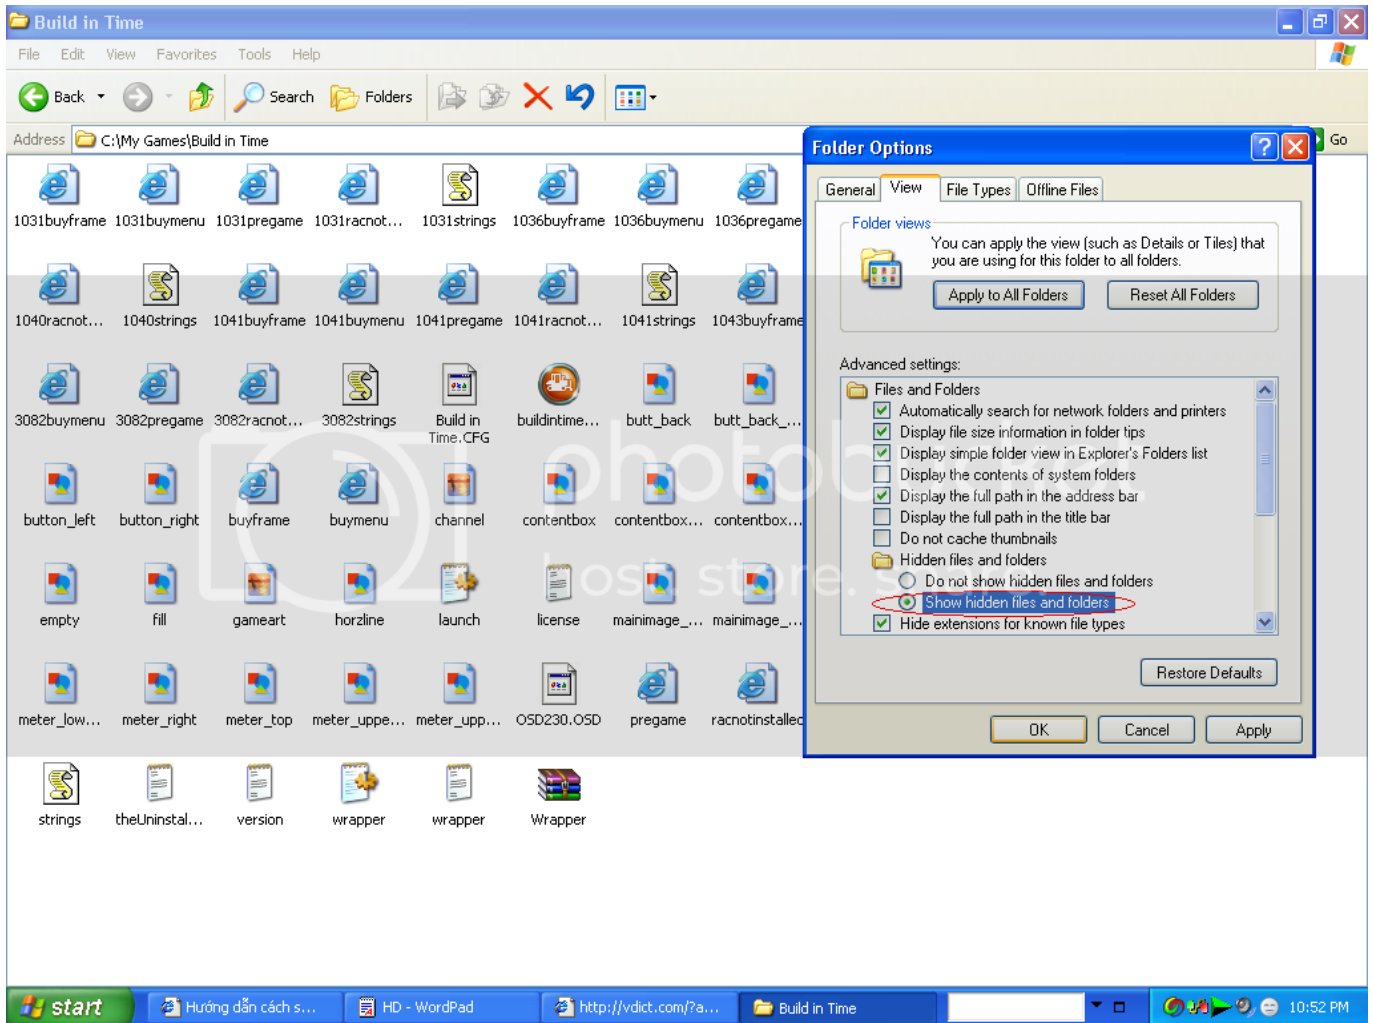 Build in Time
File Edit View Favorites Tools Help
Back Search Folders
Address C:\My Games\Build in Time Go
1031buyframe 1031buymenu 1031pregame 1031racnot... 1031strings 1036buyframe 1036buymenu 1036pregame
1040racnot... 1040strings 1041buyframe 1041buymenu 1041pregame 1041racnot... 1041strings 1043buyframe
3082buymenu 3082pregame 3082racnot... 3082strings Build in Time.CFG buildintime... butt_back butt_back_...
button_left button_right buyframe buymenu channel contentbox contentbox... contentbox...
empty fill gameart horzline launch license mainimage_... mainimage_...
meter_low... meter_right meter_top meter_uppe... meter_upp... OSD230.OSD pregame racnotinstalled
strings theUninstal... version wrapper wrapper Wrapper
Folder Options
General View File Types Offline Files
Folder views
You can apply the view (such as Details or Tiles) that
you are using for this folder to all folders.
Apply to All Folders Reset All Folders
Advanced settings:
Files and Folders
Automatically search for network folders and printers
Display file size information in folder tips
Display simple folder view in Explorer's Folders list
Display the contents of system folders
Display the full path in the address bar
Display the full path in the title bar
Do not cache thumbnails
Hidden files and folders
Do not show hidden files and folders
Show hidden files and folders
Hide extensions for known file types
Restore Defaults
OK Cancel Apply
photobucket
host. store. share.
start Hướng dẫn cách s... HD - WordPad http://vdict.com/?a... Build in Time 10:52 PM